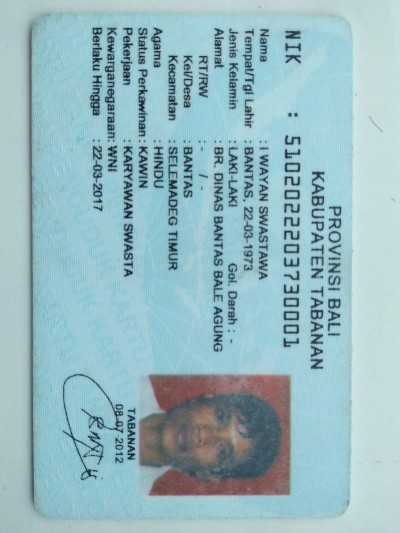 PROVINSI BALI
KABUPATEN TABANAN
NIK : 5102022203730001
Nama : I WAYAN SWASTAWA
Tempat/Tgl Lahir : BANTAS, 22-03-1973
Jenis Kelamin : LAKI-LAKI Gol. Darah : -
Alamat : BR. DINAS BANTAS BALE AGUNG
RT/RW : - / -
Kel/Desa : BANTAS
Kecamatan : SELEMADEG TIMUR
Agama : HINDU
Status Perkawinan : KAWIN
Pekerjaan : KARYAWAN SWASTA
Kewarganegaraan: WNI
Berlaku Hingga : 22-03-2017
TABANAN
08-07-2012